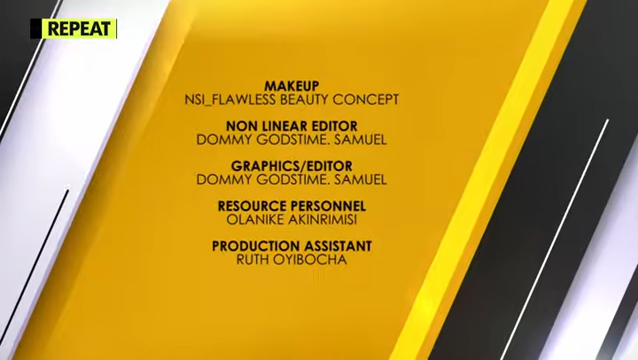 REPEAT
MAKEUP
NSI_FLAWLESS BEAUTY CONCEPT
NON LINEAR EDITOR
DOMMY GODSTIME. SAMUEL
GRAPHICS/EDITOR
DOMMY GODSTIME. SAMUEL
RESOURCE PERSONNEL
OLANIKE AKINRIMISI
PRODUCTION ASSISTANT
RUTH OYIBOCHA